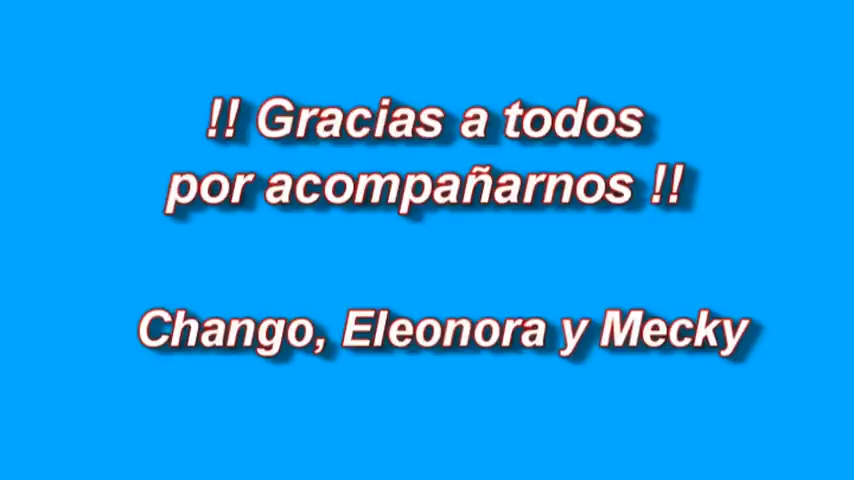 !! Gracias a todos
por acompañarnos !!
Chango, Eleonora y Mecky